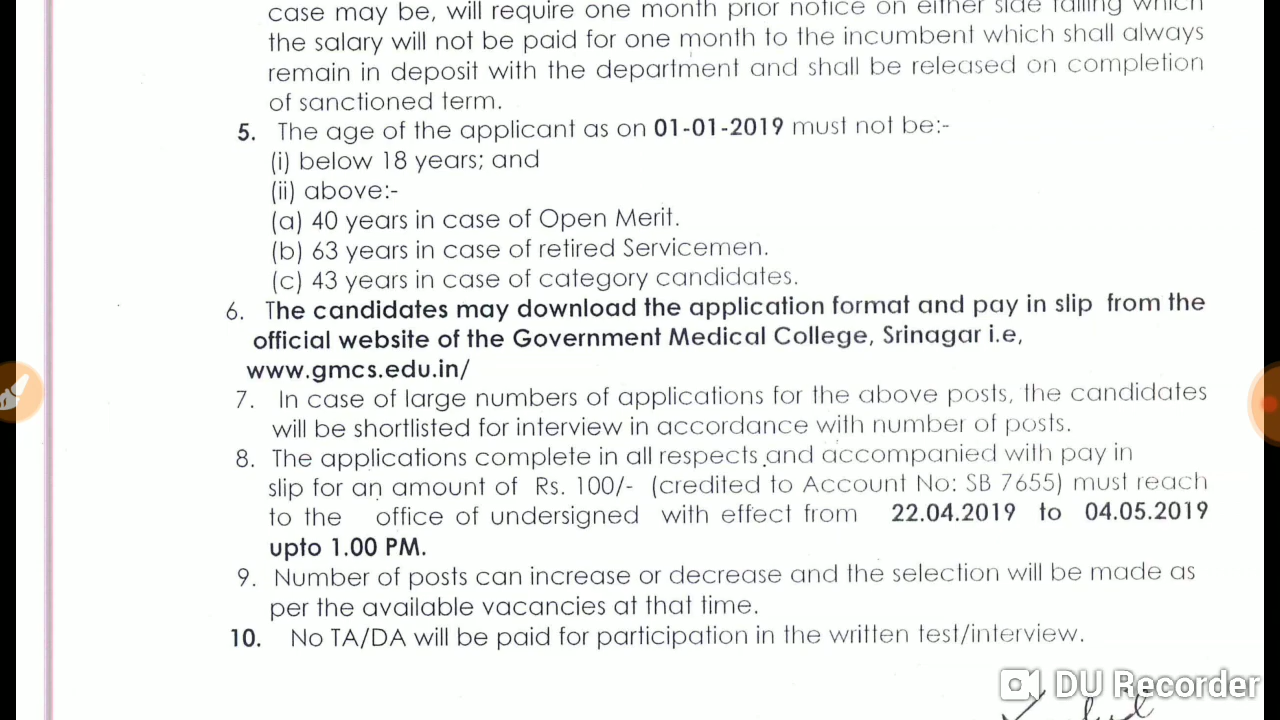 case may be, will require one month prior notice on either side failing which
the salary will not be paid for one month to the incumbent which shall always
remain in deposit with the department and shall be released on completion
of sanctioned term.
5. The age of the applicant as on 01-01-2019 must not be:-
(i) below 18 years; and
(ii) above:-
(a) 40 years in case of Open Merit.
(b) 63 years in case of retired Servicemen.
(c) 43 years in case of category candidates.
6. The candidates may download the application format and pay in slip from the
official website of the Government Medical College, Srinagar i.e,
www.gmcs.edu.in/
7. In case of large numbers of applications for the above posts, the candidates
will be shortlisted for interview in accordance with number of posts.
8. The applications complete in all respects and accompanied with pay in
slip for an amount of Rs. 100/- (credited to Account No: SB 7655) must reach
to the office of undersigned with effect from 22.04.2019 to 04.05.2019
upto 1.00 PM.
9. Number of posts can increase or decrease and the selection will be made as
per the available vacancies at that time.
10. No TA/DA will be paid for participation in the written test/interview.
DU Recorder